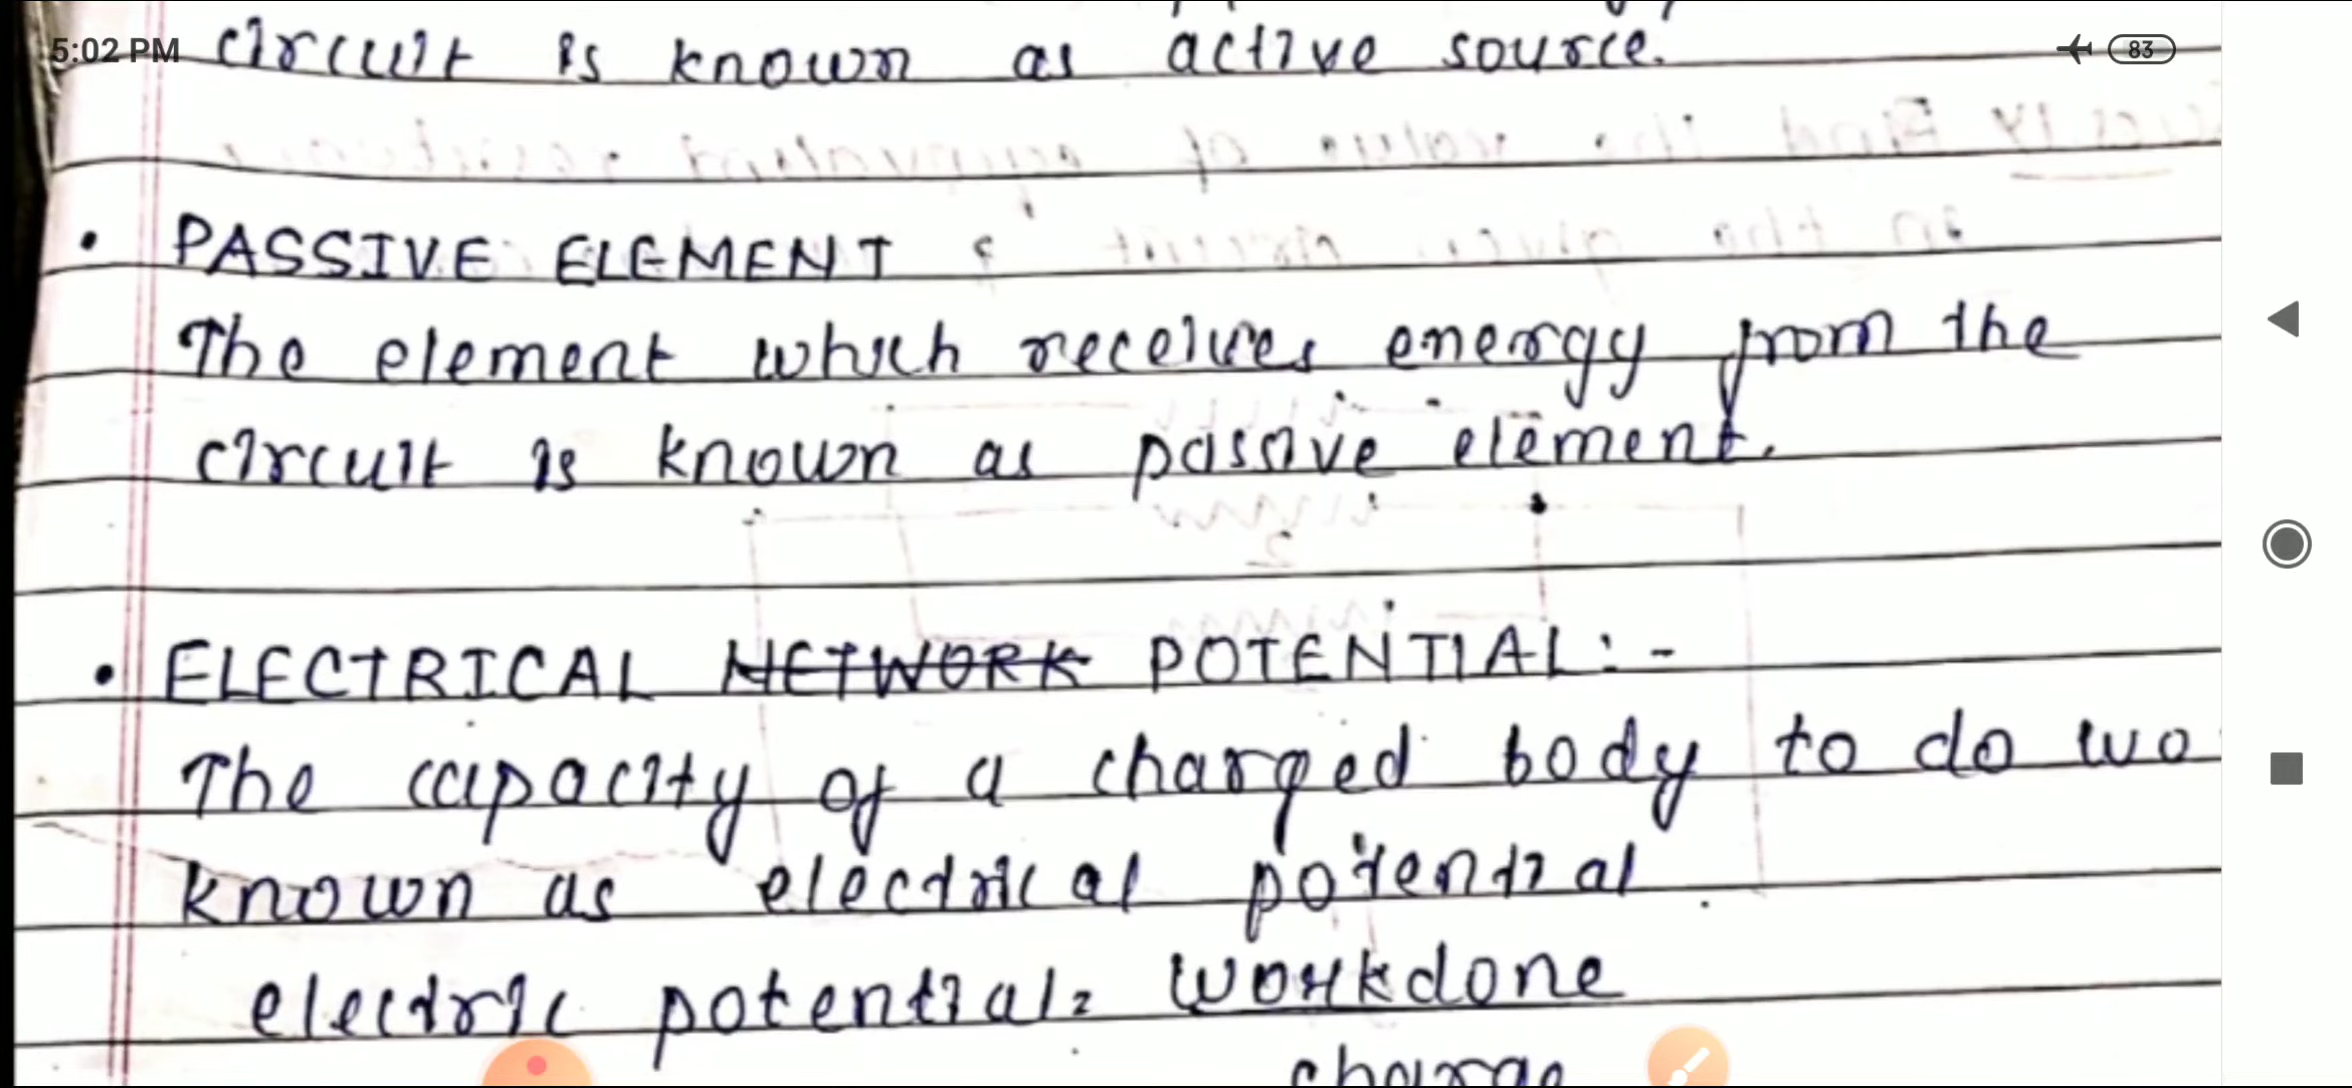 5:02 PM
83
circuit is known as active source.
• PASSIVE ELEMENT :
The element which receives energy from the
circuit is known as passive element.
• ELECTRICAL NETWORK POTENTIAL :-
The capacity of a charged body to do wo
known as electrical potential
electric potential = workdone
charge